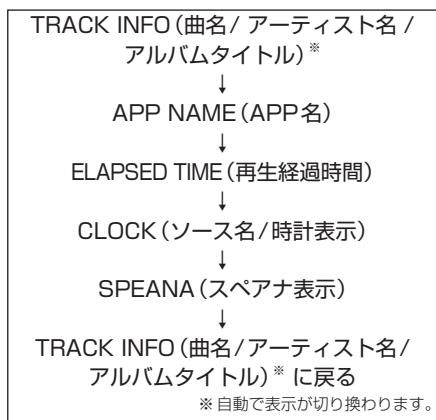 TRACK INFO（曲名/ アーティスト名 /
アルバムタイトル）※
↓
APP NAME（APP名）
↓
ELAPSED TIME（再生経過時間）
↓
CLOCK（ソース名/時計表示）
↓
SPEANA（スペアナ表示）
↓
TRACK INFO（曲名/アーティスト名/
アルバムタイトル）※ に戻る
※自動で表示が切り換わります。